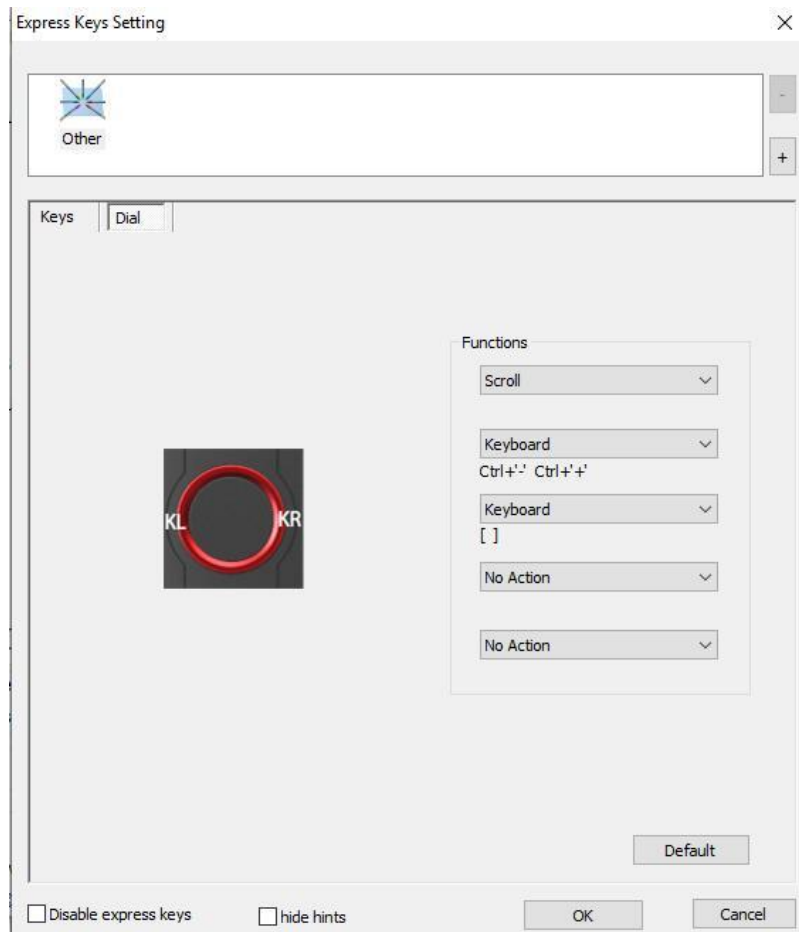 Express Keys Setting
Other
-
+
Keys Dial
Functions
Scroll
Keyboard
Ctrl+'-' Ctrl+'+'
Keyboard
[ ]
No Action
No Action
KL KR
Default
Disable express keys hide hints OK Cancel